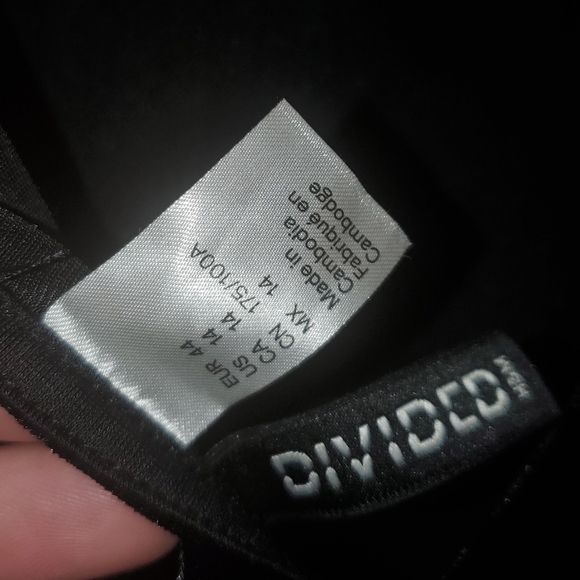 EUR 44
US 14
CA 14
CN 175/100A
MX 14
Made in
Cambodia
Fabriqué en
Cambodge
DIVIDED
H&M